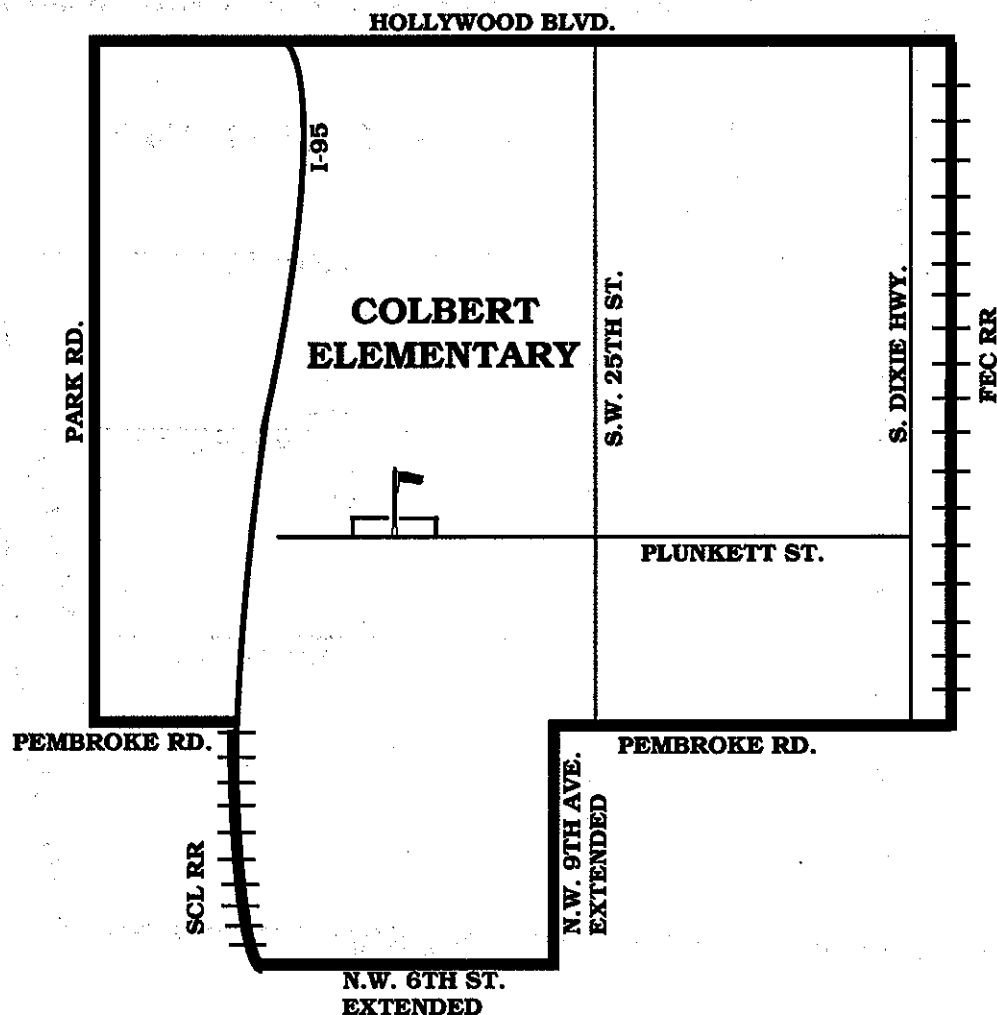 HOLLYWOOD BLVD.
I-95
COLBERT
ELEMENTARY
PARK RD.
S.W. 25TH ST.
S. DIXIE HWY.
FEC RR
PLUNKETT ST.
PEMBROKE RD.
PEMBROKE RD.
SCL RR
N.W. 9TH AVE.
EXTENDED
N.W. 6TH ST.
EXTENDED